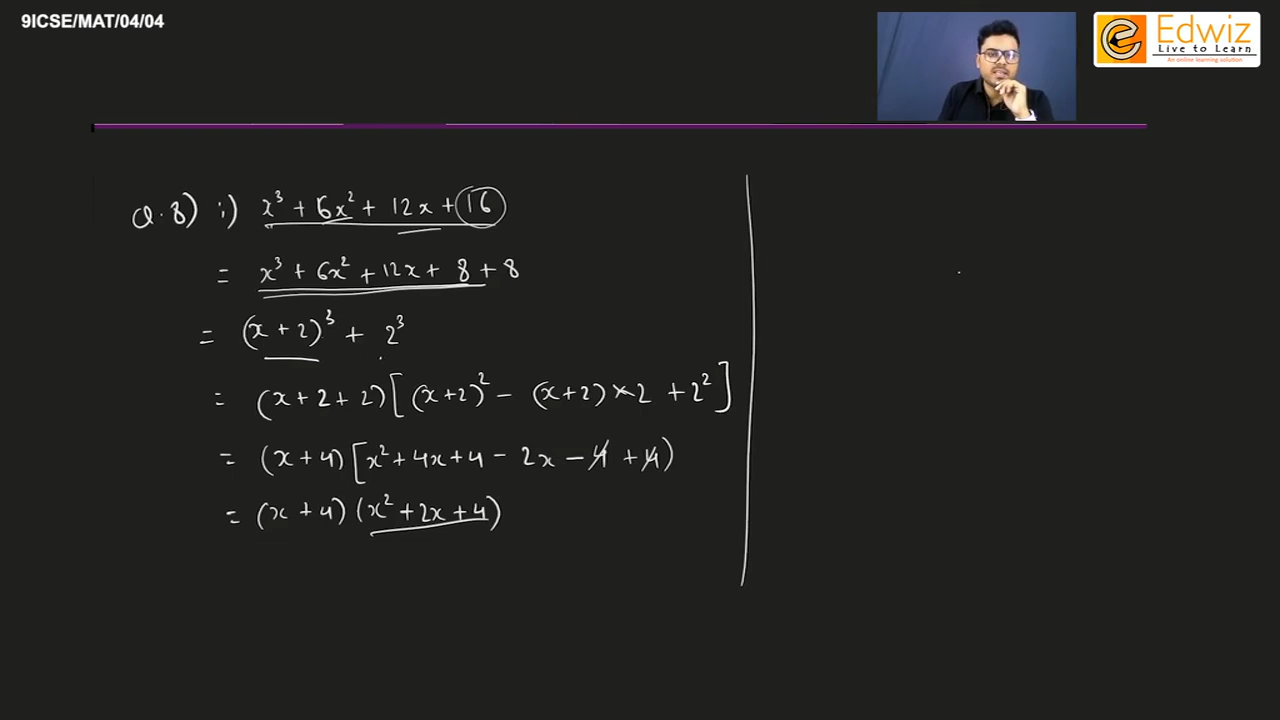 9ICSE/MAT/04/04
Edwiz
Live to Learn
An online learning solution
Q.8) i) x³ + 6x² + 12x + 16
= x³ + 6x² + 12x + 8 + 8
= (x + 2)³ + 2³
= (x + 2 + 2) [(x+2)² - (x+2) × 2 + 2²]
= (x + 4) [x² + 4x + 4 - 2x - 4 + 4)
= (x + 4) (x² + 2x + 4)